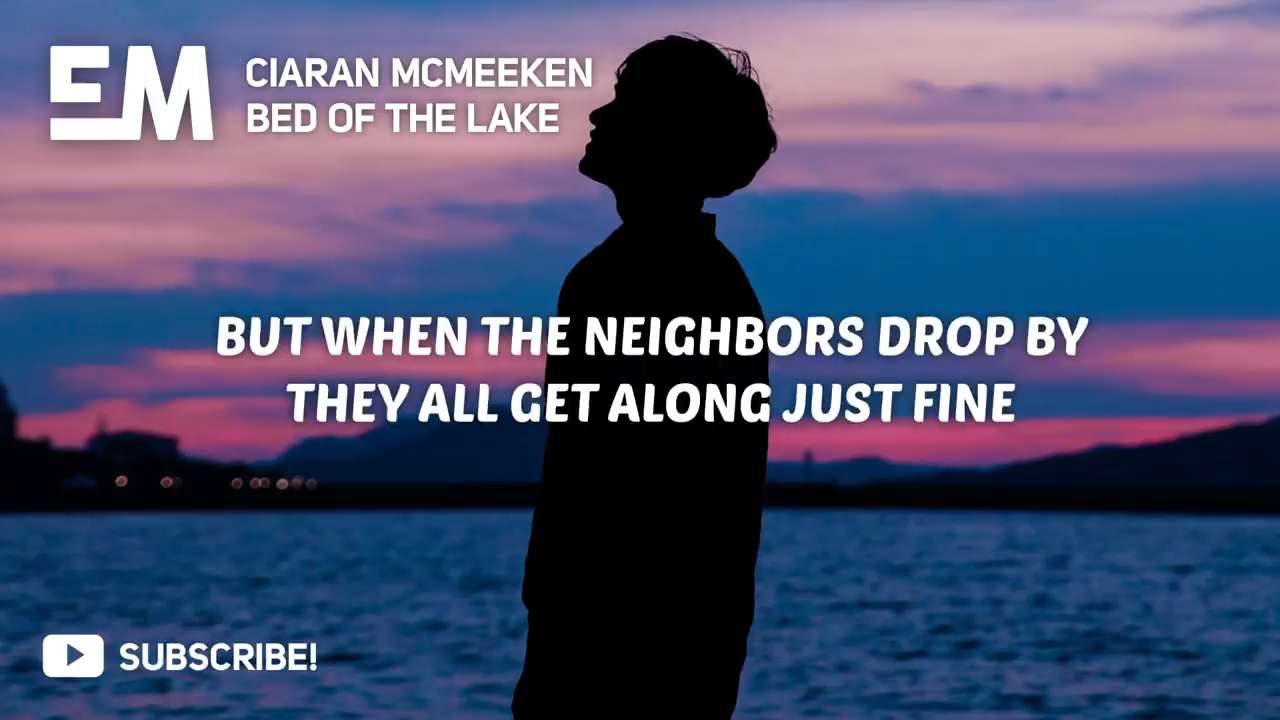 EM
CIARAN MCMEEKEN
BED OF THE LAKE
BUT WHEN THE NEIGHBORS DROP BY
THEY ALL GET ALONG JUST FINE
SUBSCRIBE!